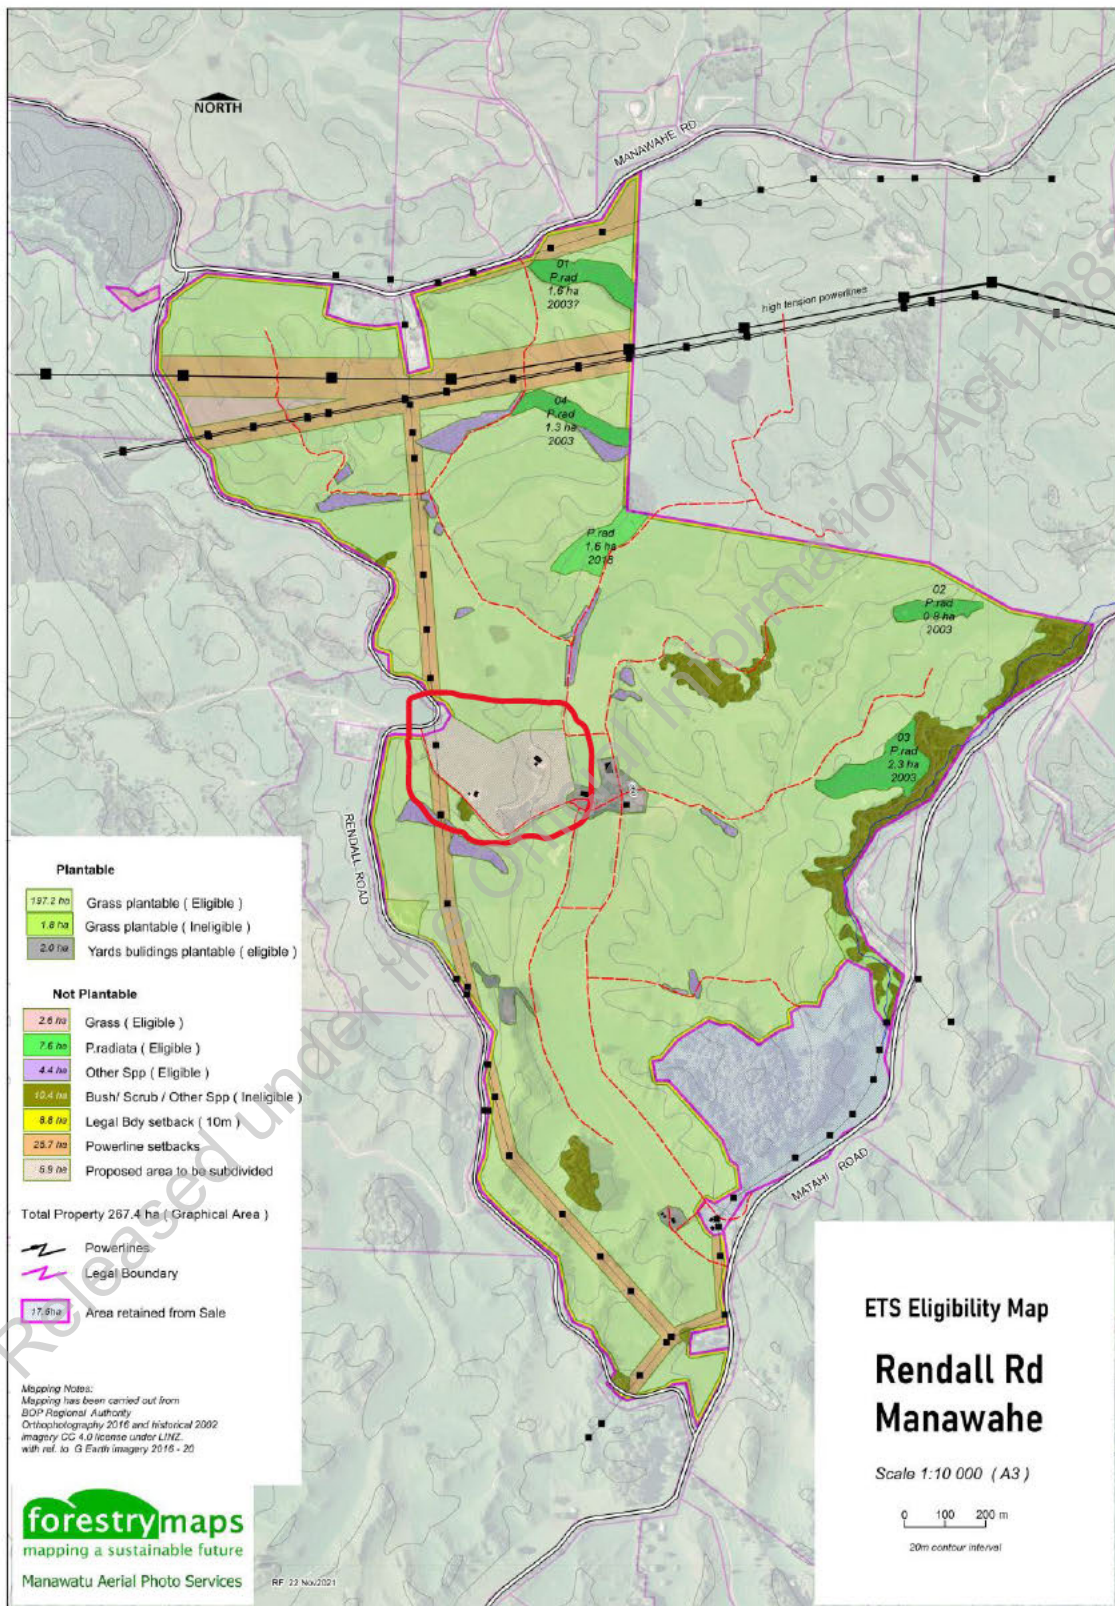 NORTH
MANAWAHE RD
01
P.rad
1.6 ha
2003?
high tension powerlines
04
P.rad
1.3 ha
2003
P.rad
1.6 ha
2018
02
P.rad
0.8 ha
2003
03
P.rad
2.3 ha
2003
RENDALL ROAD
MATAHI ROAD
Released under the Official Information Act 1982
Plantable
197.2 ha Grass plantable ( Eligible )
1.8 ha Grass plantable ( Ineligible )
2.0 ha Yards bulidings plantable ( eligible )
Not Plantable
2.6 ha Grass ( Eligible )
7.6 ha P.radiata ( Eligible )
4.4 ha Other Spp ( Eligible )
10.4 ha Bush/ Scrub / Other Spp ( Ineligible )
8.8 ha Legal Bdy setback ( 10m )
25.7 ha Powerline setbacks
6.9 ha Proposed area to be subdivided
Total Property 267.4 ha ( Graphical Area )
Powerlines
Legal Boundary
17.6ha Area retained from Sale
Mapping Notes:
Mapping has been carried out from
BOP Regional Authority
Orthophotography 2016 and historical 2002
imagery CC 4.0 license under LINZ.
with ref. to G Earth imagery 2016 - 20
forestrymaps
mapping a sustainable future
Manawatu Aerial Photo Services
RF 22 Nov2021
ETS Eligibility Map
Rendall Rd
Manawahe
Scale 1:10 000 ( A3 )
0 100 200 m
20m contour interval